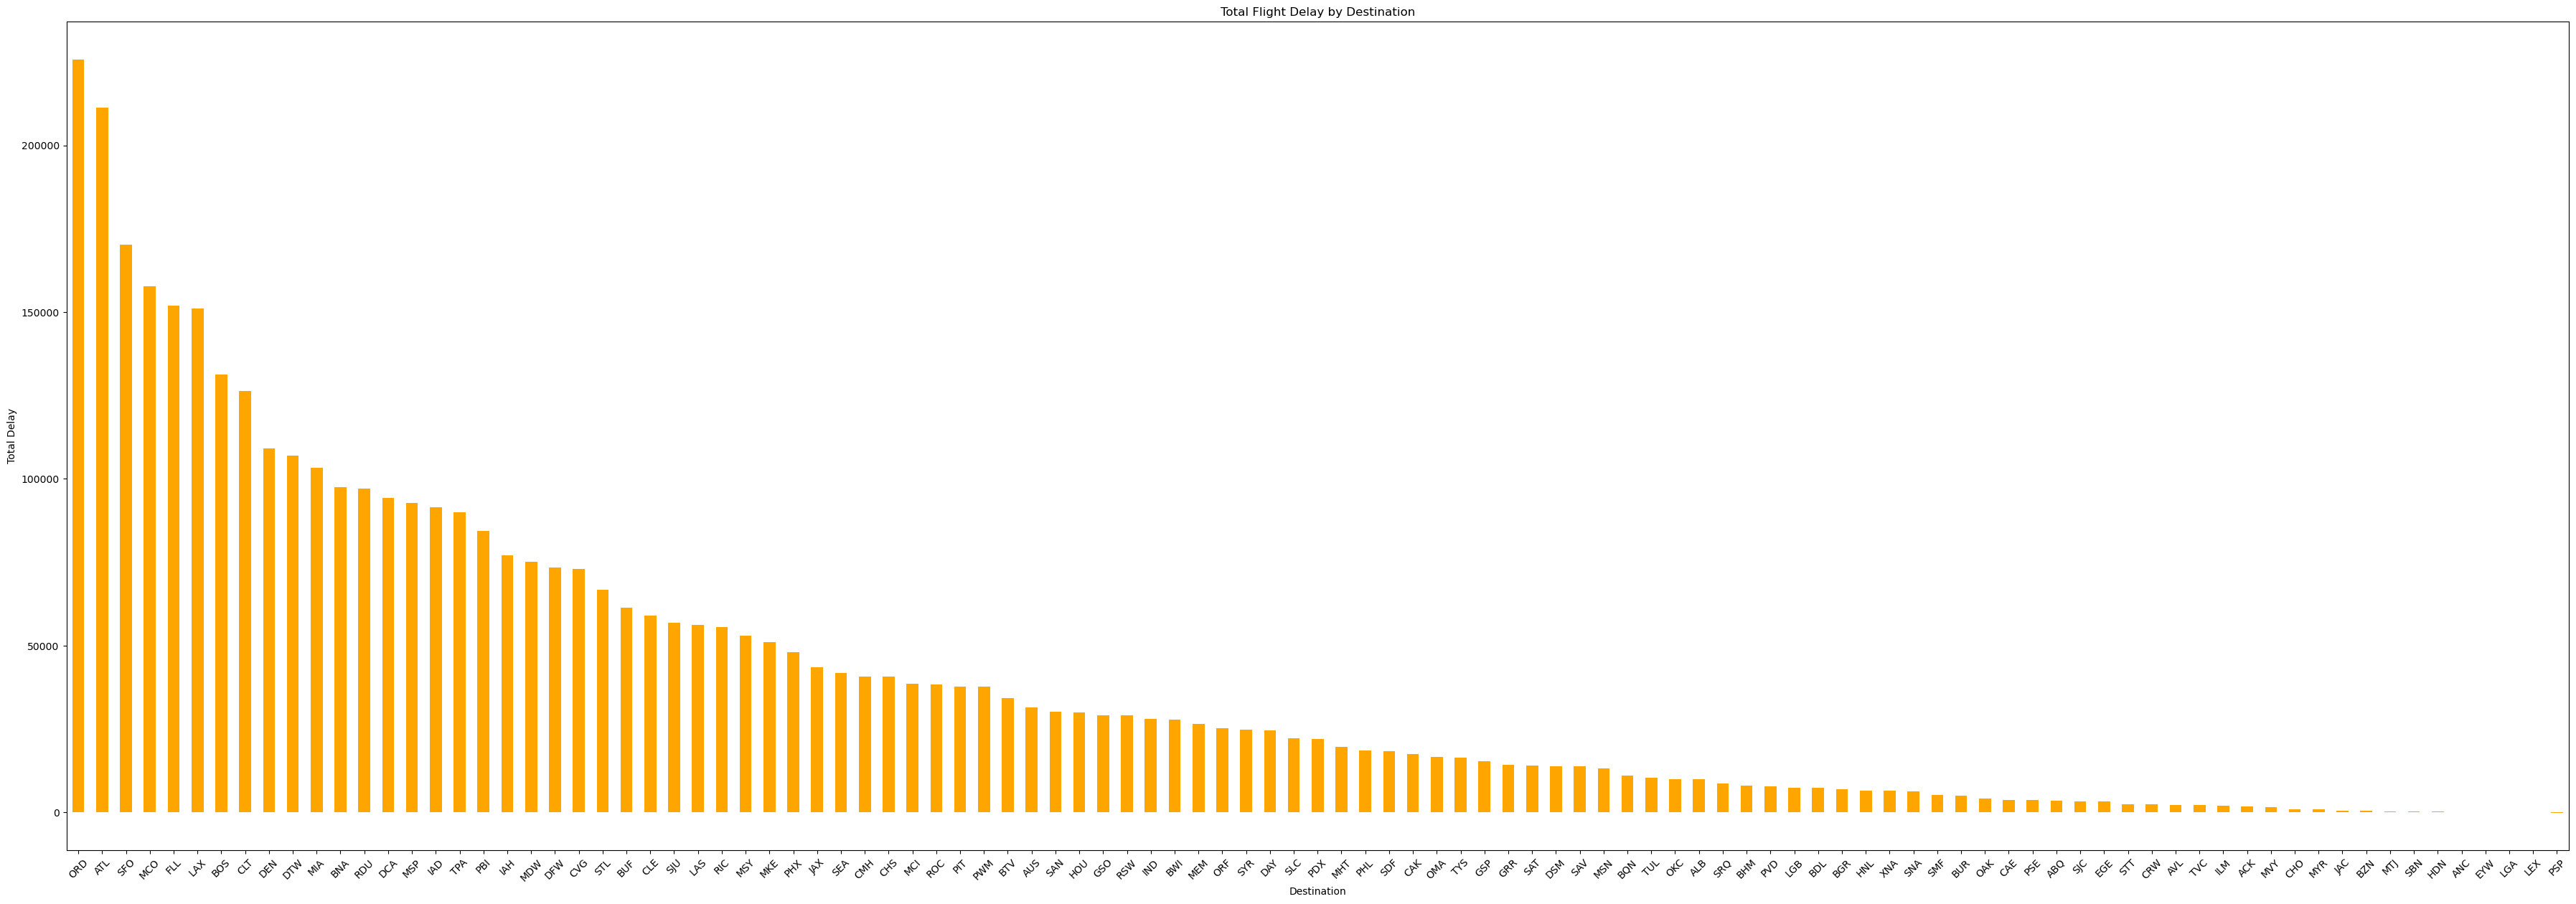 Total Flight Delay by Destination
Total Delay
200000
150000
100000
50000
0
ORD ATL SFO MCO FLL LAX BOS CLT DEN DTW MIA BNA RDU DCA MSP IAD TPA PBI IAH MDW DFW CVG STL BUF CLE SJU LAS RIC MSY MKE PHX JAX SEA CMH CHS MCI ROC PIT PWM BTV AUS SAN HOU GSO RSW IND BWI MEM ORF SYR DAY SLC PDX MHT PHL SDF CAK OMA TYS GSP GRR SAT DSM SAV MSN BQN TUL OKC ALB SRQ BHM PVD LGB BDL BGR HNL XNA SNA SMF BUR OAK CAE PSE ABQ SJC EGE STT CRW AVL TVC ILM ACK MVY CHO MYR JAC BZN MTJ SBN HDN ANC EYW LGA LEX PSP
Destination